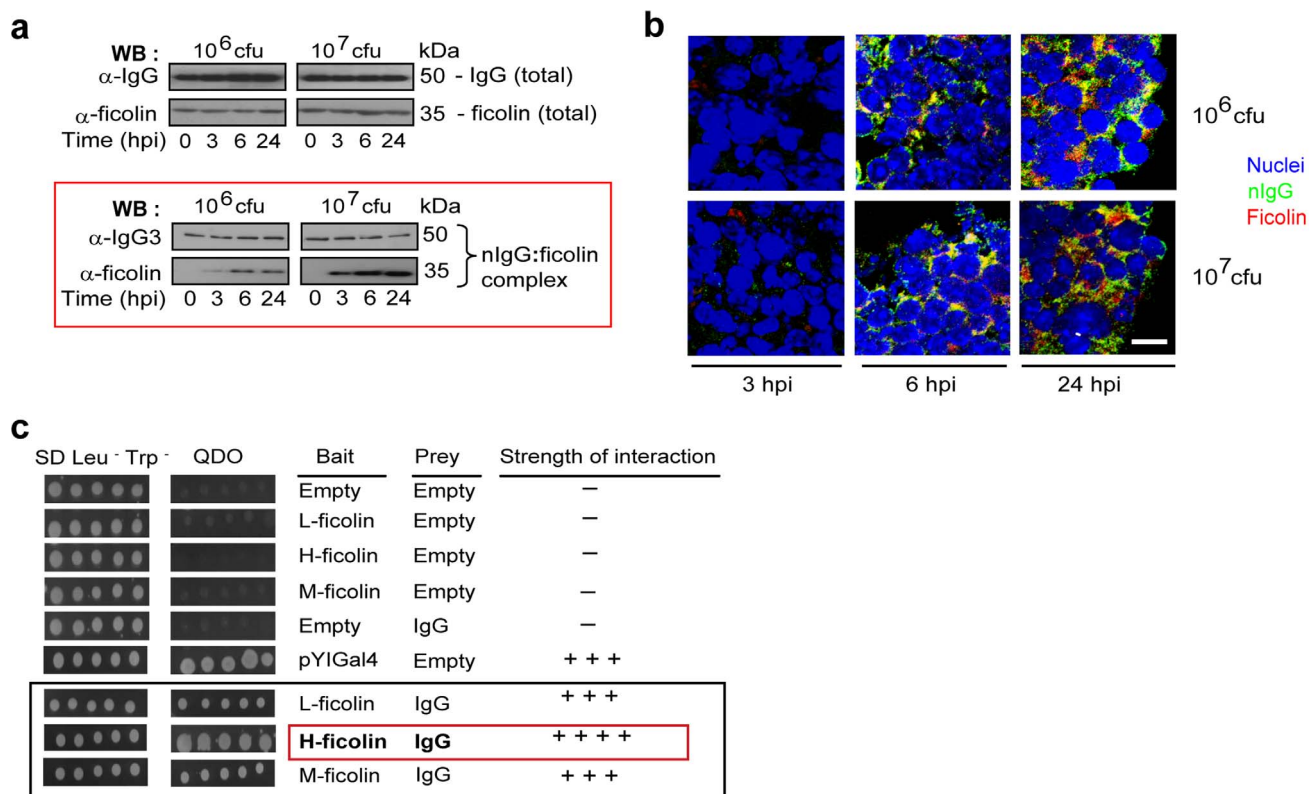 a
WB : 10⁶cfu 10⁷cfu kDa
α-IgG 50 - IgG (total)
α-ficolin 35 - ficolin (total)
Time (hpi) 0 3 6 24 0 3 6 24
WB : 10⁶cfu 10⁷cfu kDa
α-IgG3 50
α-ficolin 35
nIgG:ficolin
complex
Time (hpi) 0 3 6 24 0 3 6 24
b
10⁶cfu
Nuclei
nIgG
Ficolin
10⁷cfu
3 hpi 6 hpi 24 hpi
c
SD Leu - Trp - QDO Bait Prey Strength of interaction
Empty Empty –
L-ficolin Empty –
H-ficolin Empty –
M-ficolin Empty –
Empty IgG –
pYIGal4 Empty + + +
L-ficolin IgG + + +
H-ficolin IgG + + + +
M-ficolin IgG + + +